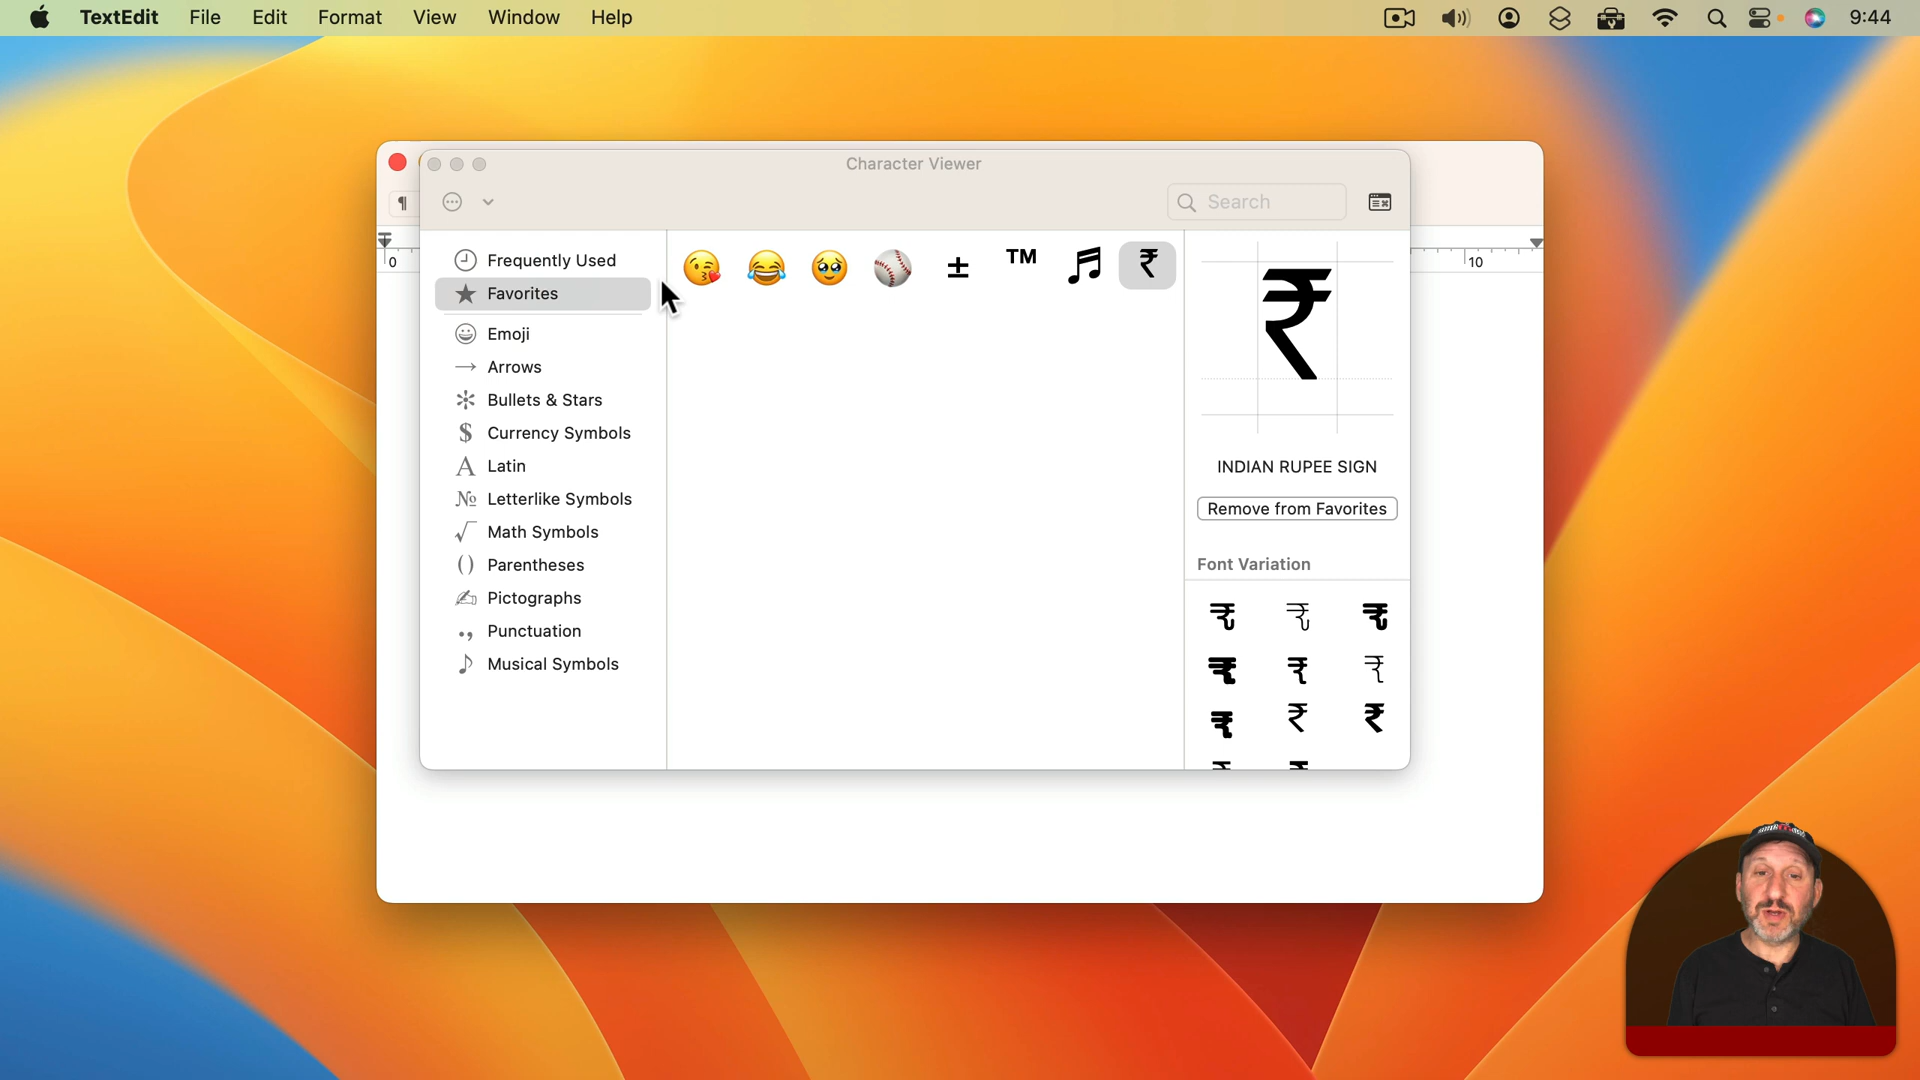 TextEdit File Edit Format View Window Help 9:44
Character Viewer
¶ Search
0 10
Frequently Used
Favorites
😘 😂 🥹 ⚾ ± ™ ♬ ₹
Emoji
Arrows
Bullets & Stars
$ Currency Symbols
A Latin
№ Letterlike Symbols
√ Math Symbols
() Parentheses
Pictographs
., Punctuation
♪ Musical Symbols
₹
INDIAN RUPEE SIGN
Remove from Favorites
Font Variation
₹ ₹ ₹
₹ ₹ ₹
₹ ₹ ₹